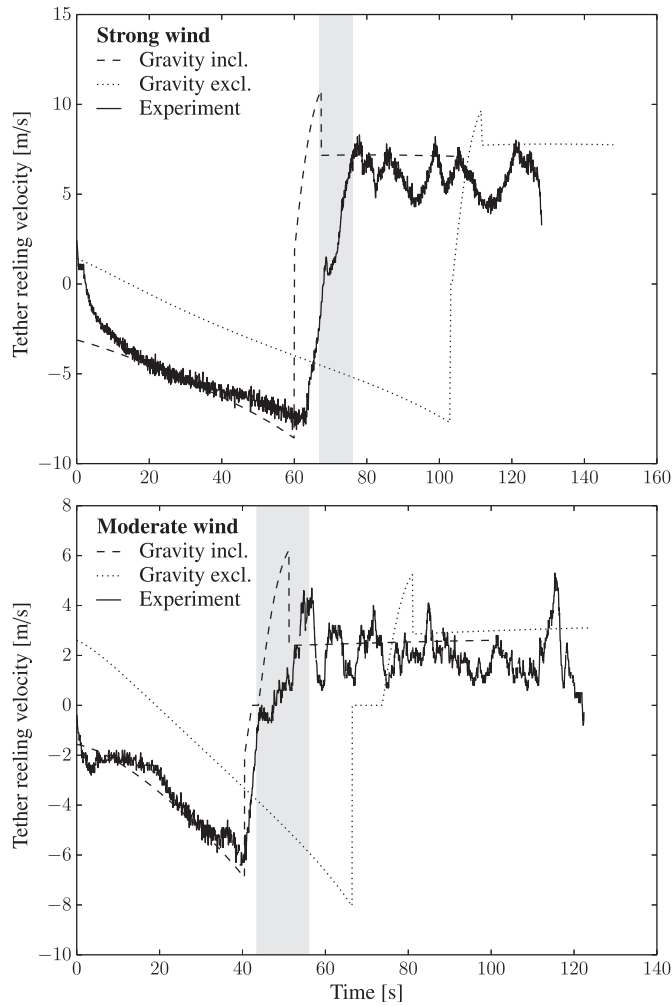 15
10
5
0
−5
−10
Tether reeling velocity [m/s]
Strong wind
Gravity incl.
Gravity excl.
Experiment
0 20 40 60 80 100 120 140 160
8
6
4
2
0
−2
−4
−6
−8
−10
Tether reeling velocity [m/s]
Moderate wind
Gravity incl.
Gravity excl.
Experiment
0 20 40 60 80 100 120 140
Time [s]